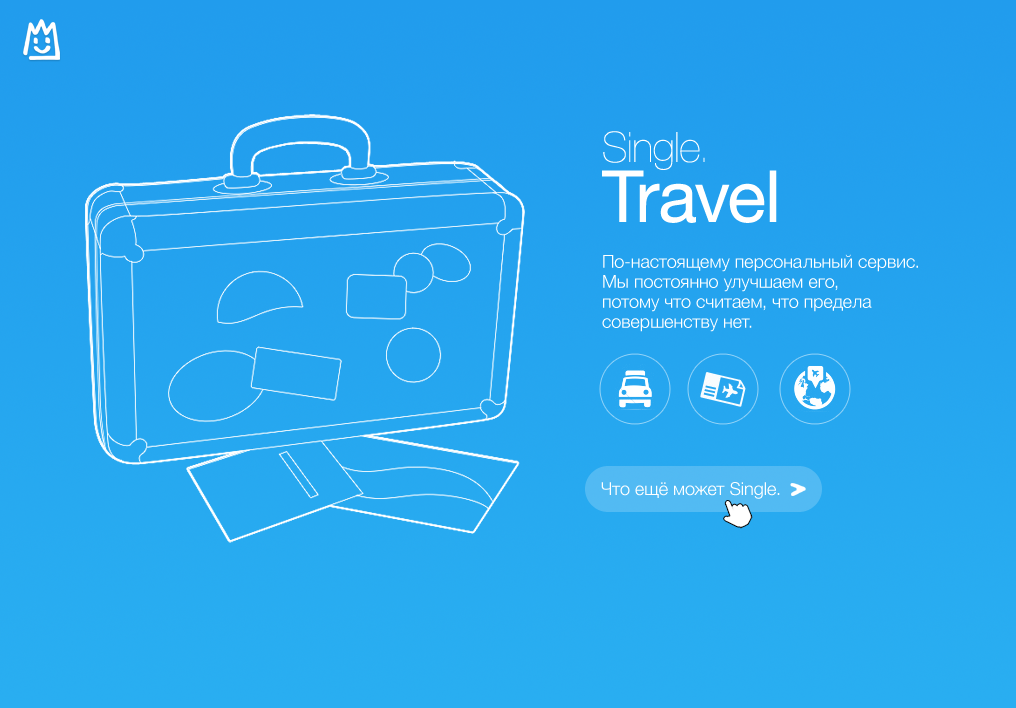 Single.
Travel
По-настоящему персональный сервис.
Мы постоянно улучшаем его,
потому что считаем, что предела
совершенству нет.
Что ещё может Single.